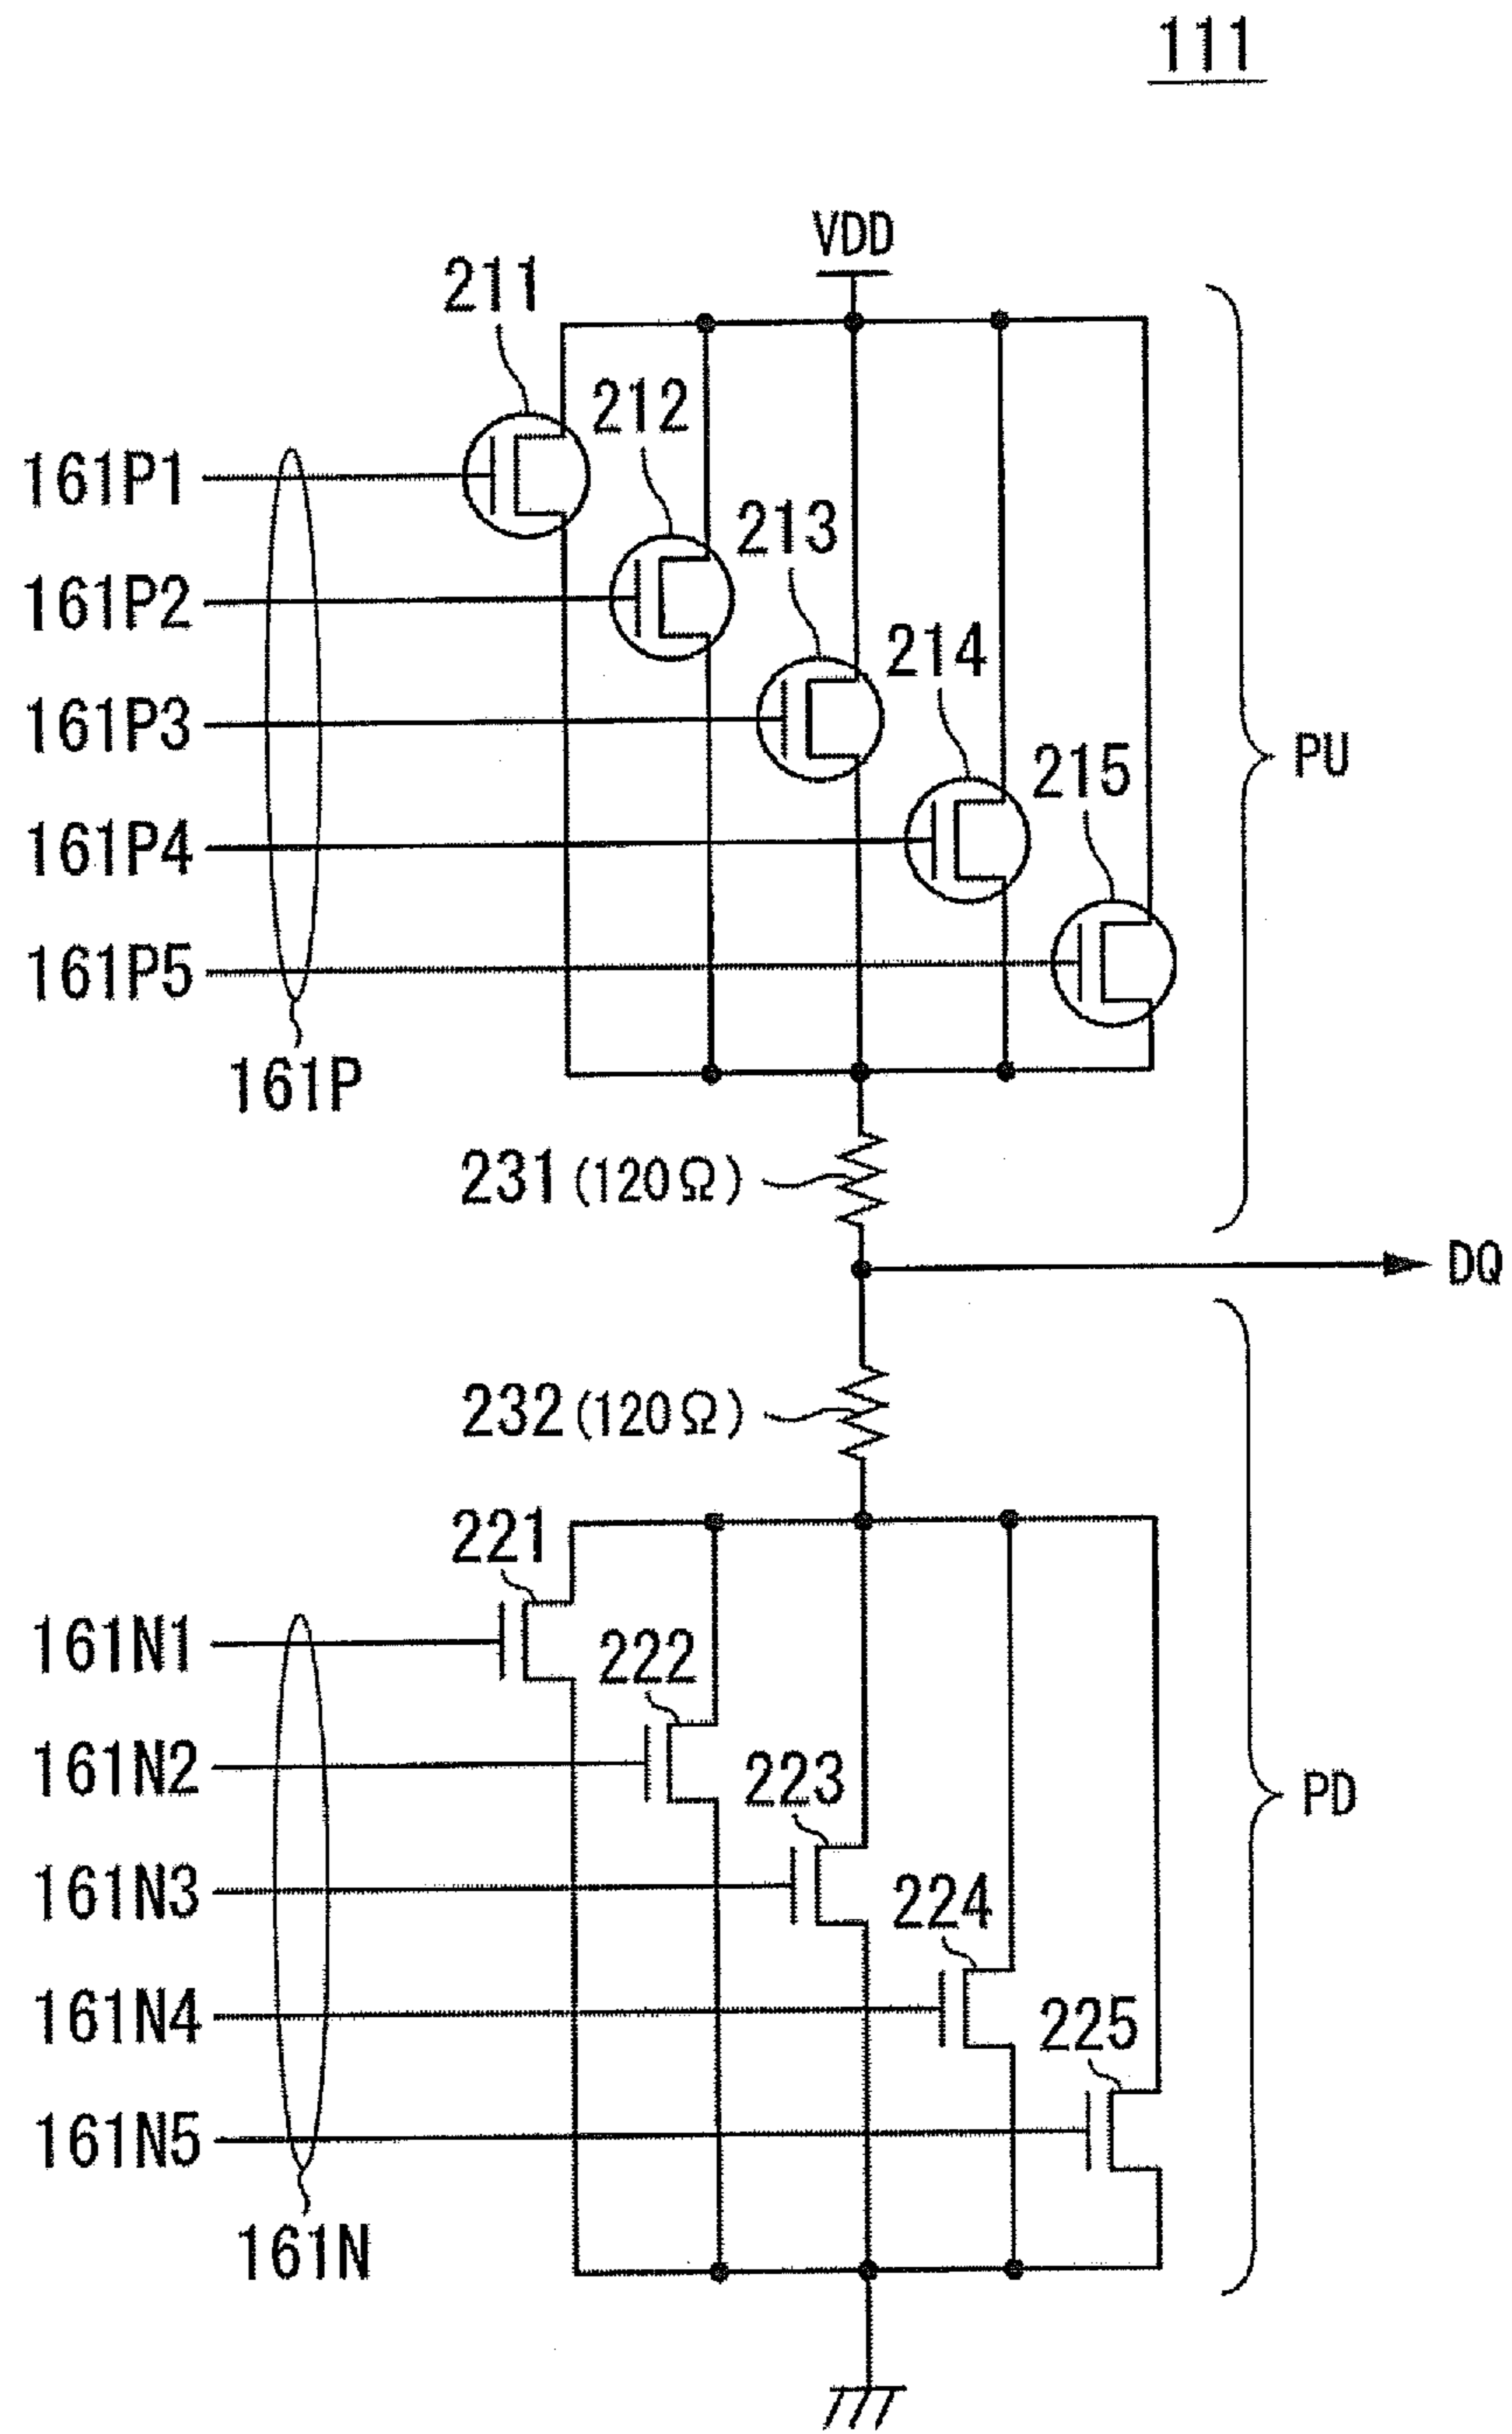 111
VDD
211
212
161P1
213
161P2
214
161P3
215
PU
161P4
161P5
161P
231 (120Ω)
DQ
232 (120Ω)
221
161N1
222
161N2
223
PD
161N3
224
161N4
225
161N5
161N